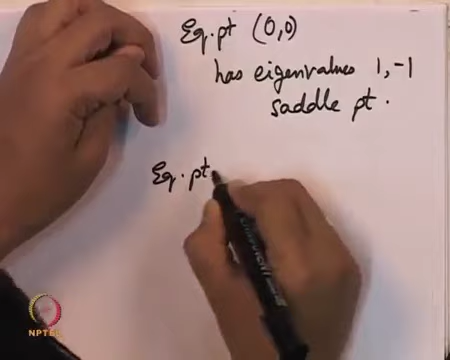 Eq. pt (0,0)
has eigenvalues 1, -1
saddle pt.
Eq. pt
NPTEL